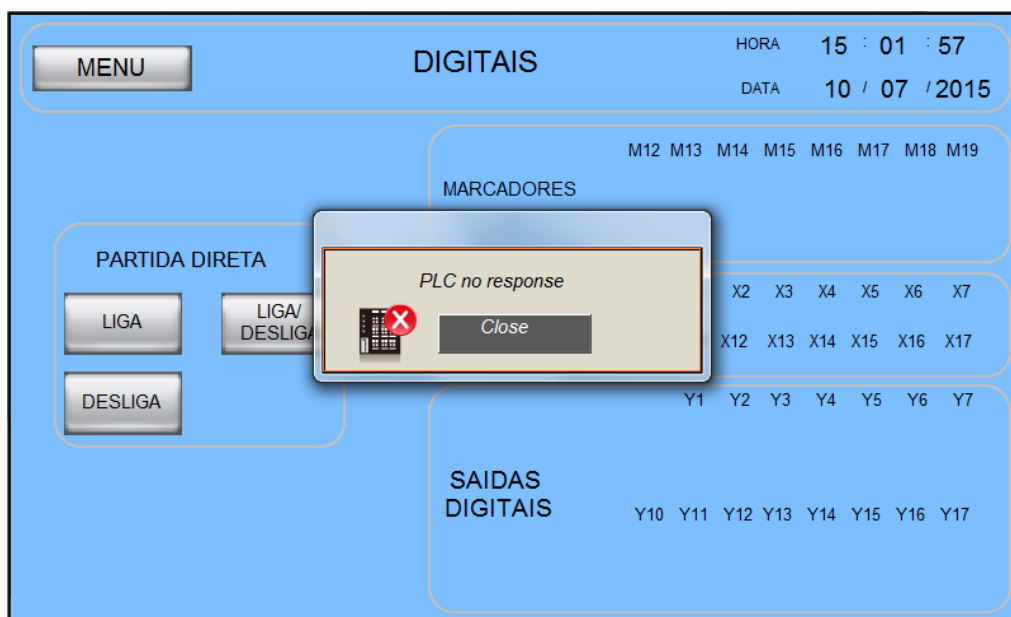 MENU
DIGITAIS
HORA 15 : 01 : 57
DATA 10 / 07 / 2015
M12 M13 M14 M15 M16 M17 M18 M19
MARCADORES
PARTIDA DIRETA
LIGA
LIGA/
DESLIGA
DESLIGA
PLC no response
Close
X2 X3 X4 X5 X6 X7
X12 X13 X14 X15 X16 X17
Y1 Y2 Y3 Y4 Y5 Y6 Y7
SAIDAS
DIGITAIS
Y10 Y11 Y12 Y13 Y14 Y15 Y16 Y17